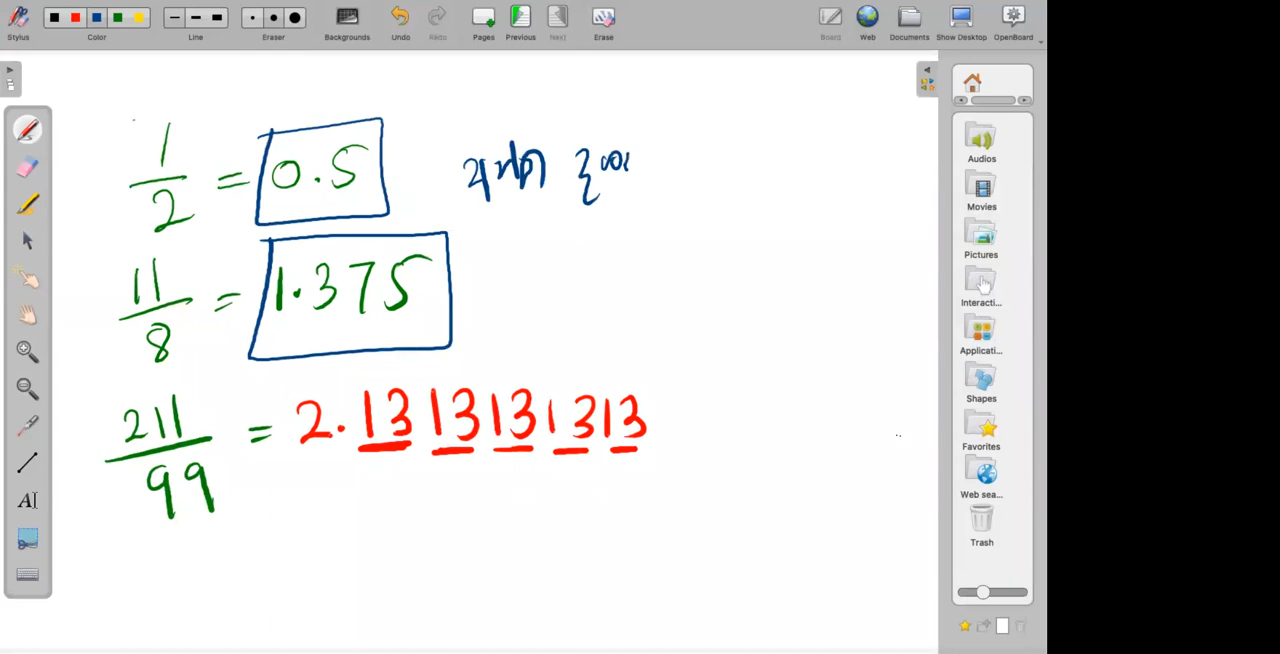 Stylus
Color
Line
Eraser
Backgrounds
Undo
Redo
Pages
Previous
Next
Erase
Board
Web
Documents
Show Desktop
OpenBoard
1/2 = 0.5
11/8 = 1.375
211/99 = 2.1313131313
Audios
Movies
Pictures
Interacti...
Applicati...
Shapes
Favorites
Web sea...
Trash